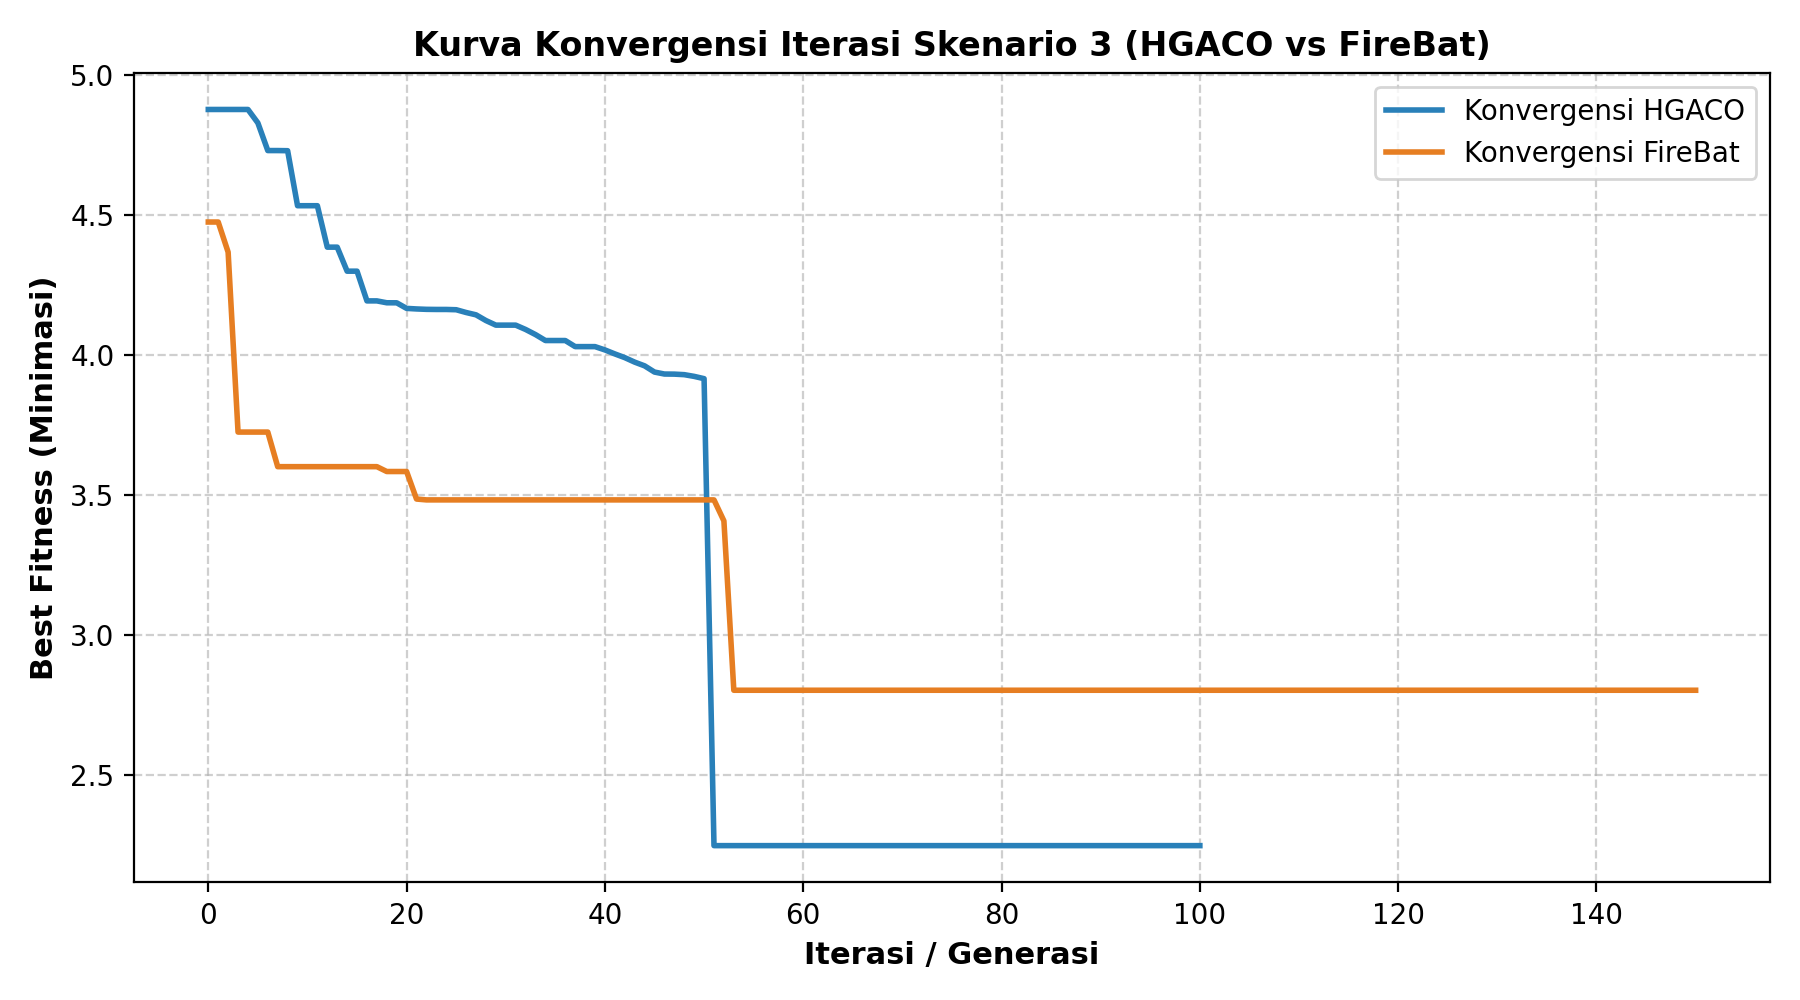 Kurva Konvergensi Iterasi Skenario 3 (HGACO vs FireBat)
Konvergensi HGACO
Konvergensi FireBat
Best Fitness (Minimasi)
5.0
4.5
4.0
3.5
3.0
2.5
0 20 40 60 80 100 120 140
Iterasi / Generasi